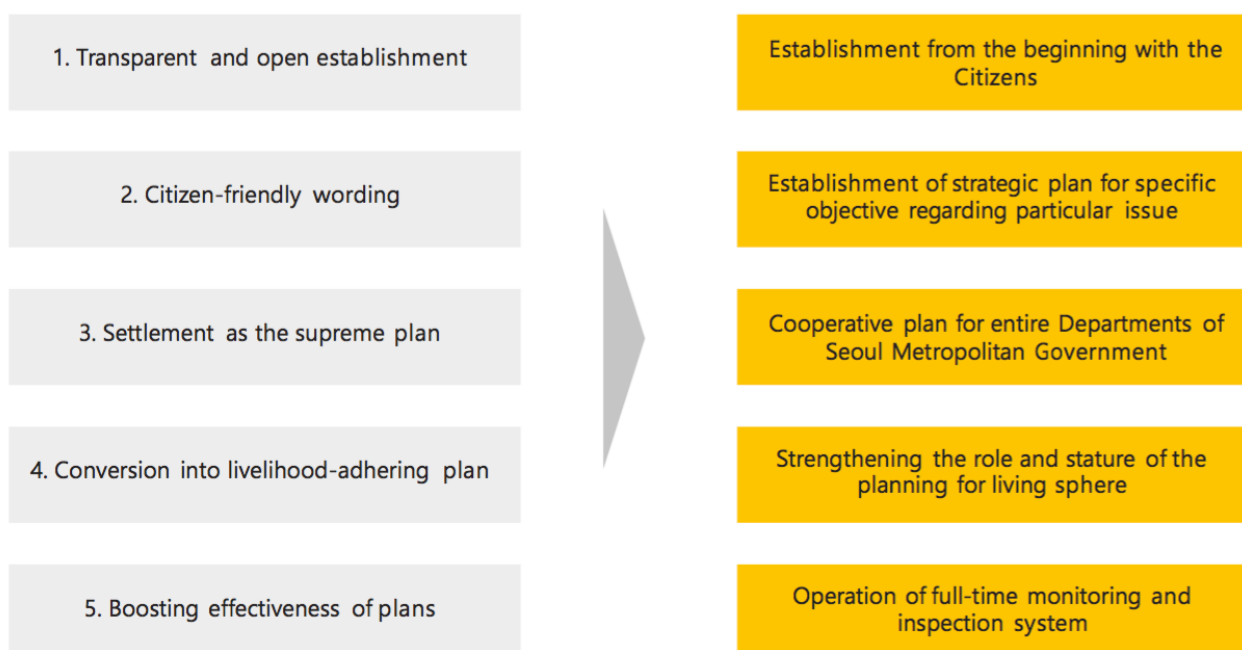 1. Transparent and open establishment
Establishment from the beginning with the
Citizens
2. Citizen-friendly wording
Establishment of strategic plan for specific
objective regarding particular issue
3. Settlement as the supreme plan
Cooperative plan for entire Departments of
Seoul Metropolitan Government
4. Conversion into livelihood-adhering plan
Strengthening the role and stature of the
planning for living sphere
5. Boosting effectiveness of plans
Operation of full-time monitoring and
inspection system